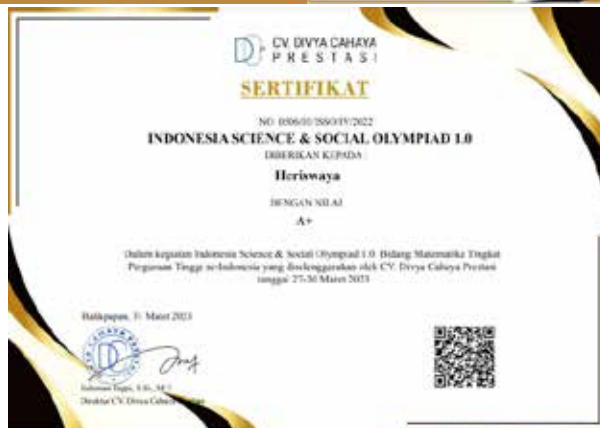 CV. DIVYA CAHAYA
PRESTASI
SERTIFIKAT
INDONESIA SCIENCE & SOCIAL OLYMPIAD 1.0
DIBERIKAN KEPADA
Heriswaya
DENGAN NILAI
A+
Dalam kegiatan Indonesia Science & Social Olympiad 1.0 Bidang Matematika Tingkat
Perguruan Tinggi se-Indonesia yang diselenggarakan oleh CV. Divya Cahaya Prestasi
tanggal 27-30 Maret 2023
Balikpapan, 31 Maret 2023
DC
Direktur CV. Divya Cahaya